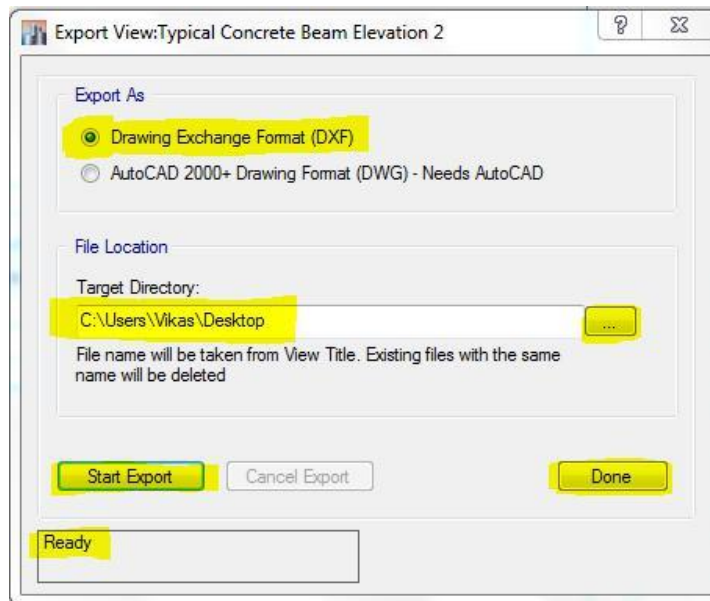 Export View:Typical Concrete Beam Elevation 2
Export As
Drawing Exchange Format (DXF)
AutoCAD 2000+ Drawing Format (DWG) - Needs AutoCAD
File Location
Target Directory:
C:\Users\Vikas\Desktop
...
File name will be taken from View Title. Existing files with the same
name will be deleted
Start Export
Cancel Export
Done
Ready